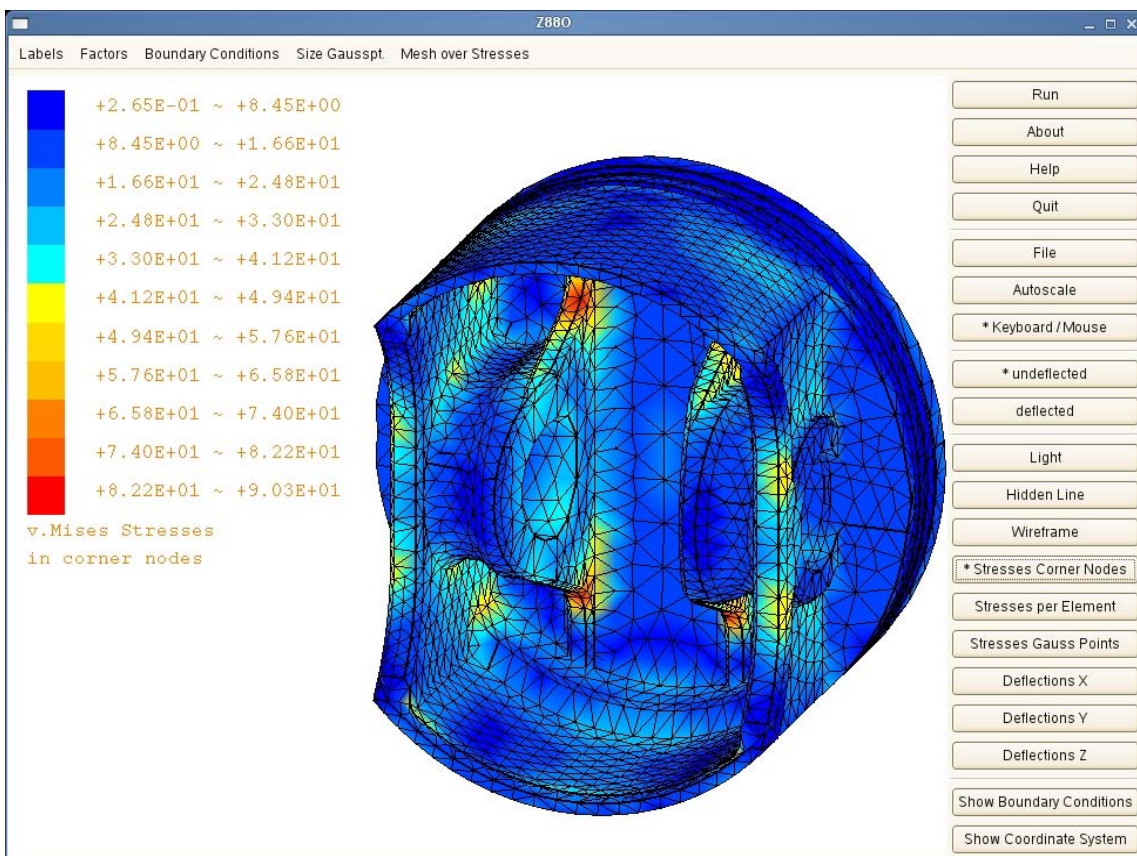 Z88O
Labels Factors Boundary Conditions Size Gausspt. Mesh over Stresses
+2.65E-01 ~ +8.45E+00
+8.45E+00 ~ +1.66E+01
+1.66E+01 ~ +2.48E+01
+2.48E+01 ~ +3.30E+01
+3.30E+01 ~ +4.12E+01
+4.12E+01 ~ +4.94E+01
+4.94E+01 ~ +5.76E+01
+5.76E+01 ~ +6.58E+01
+6.58E+01 ~ +7.40E+01
+7.40E+01 ~ +8.22E+01
+8.22E+01 ~ +9.03E+01
v.Mises Stresses
in corner nodes
Run
About
Help
Quit
File
Autoscale
* Keyboard / Mouse
* undeflected
deflected
Light
Hidden Line
Wireframe
* Stresses Corner Nodes
Stresses per Element
Stresses Gauss Points
Deflections X
Deflections Y
Deflections Z
Show Boundary Conditions
Show Coordinate System